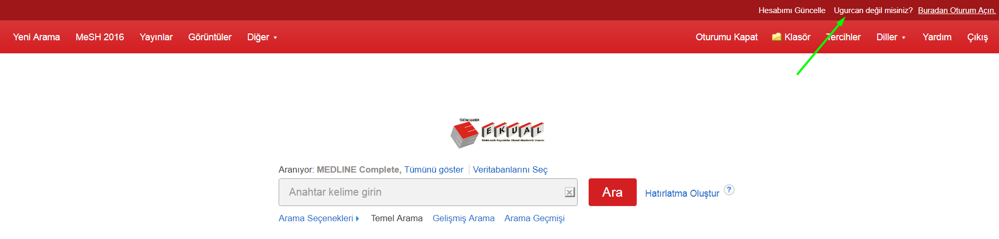 Hesabımı Güncelle Ugurcan değil misiniz? Buradan Oturum Açın.
Yeni Arama MeSH 2016 Yayınlar Görüntüler Diğer Oturumu Kapat Klasör Tercihler Diller Yardım Çıkış
TÜBİTAK ULAKBİM
EKUAL
Elektronik Kaynaklar Ulusal Akademik Lisansı
Aranıyor: MEDLINE Complete, Tümünü göster Veritabanlarını Seç
Anahtar kelime girin Ara Hatırlatma Oluştur ?
Arama Seçenekleri Temel Arama Gelişmiş Arama Arama Geçmişi